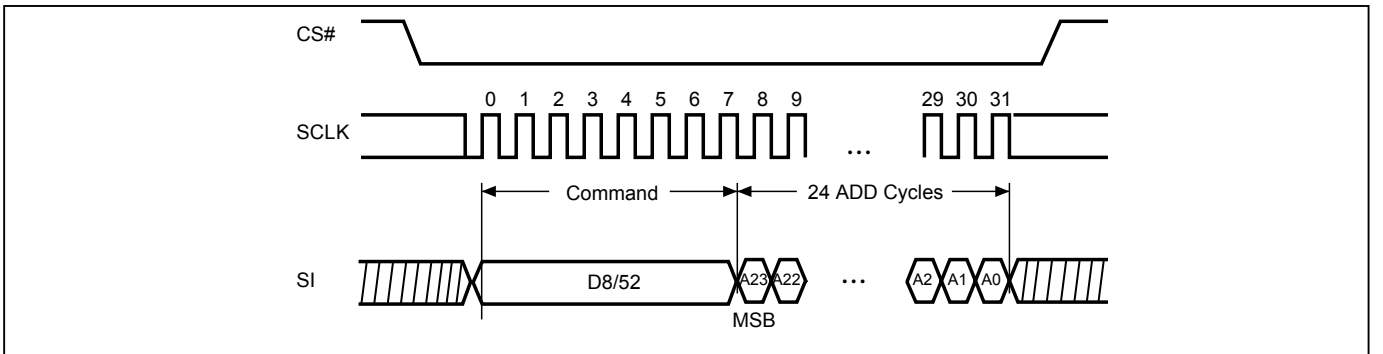 CS#
0 1 2 3 4 5 6 7 8 9 29 30 31
SCLK
...
Command 24 ADD Cycles
SI D8/52 A23 A22 ... A2 A1 A0
MSB